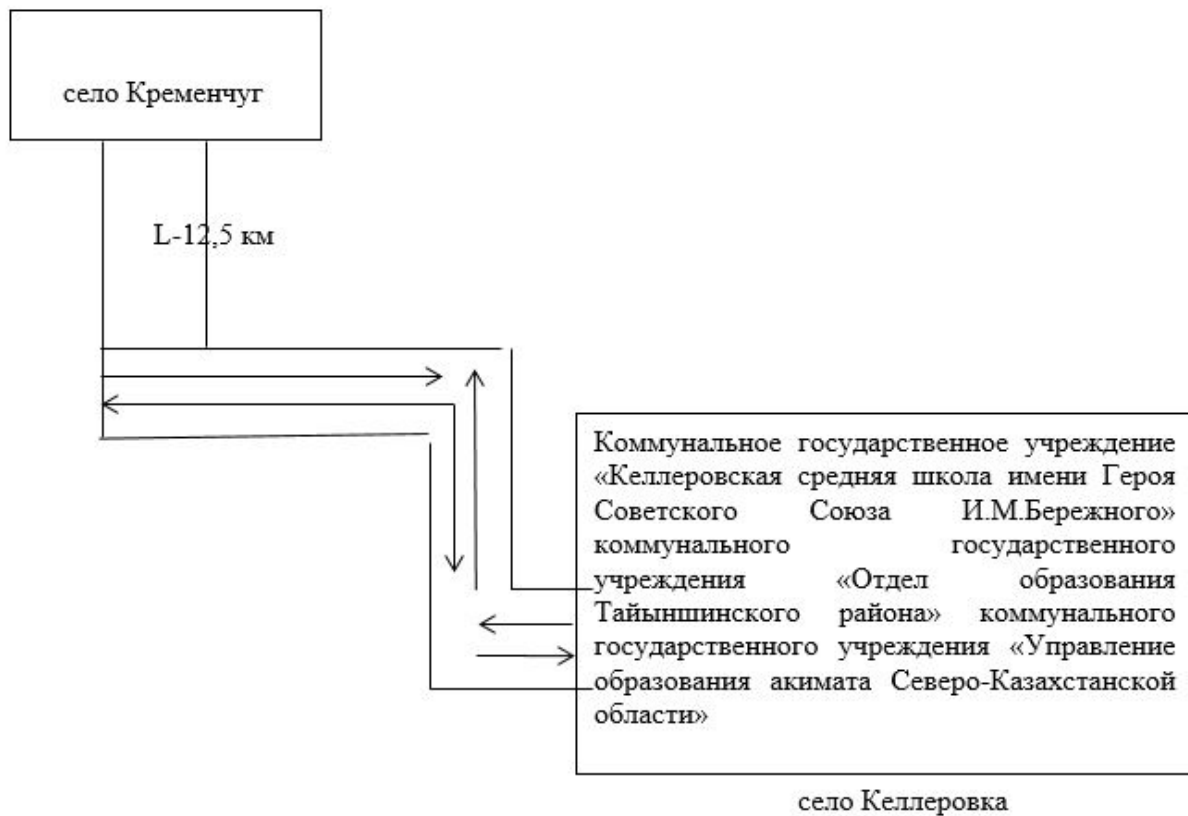 село Кременчуг
L-12,5 км
Коммунальное государственное учреждение
«Келлеровская средняя школа имени Героя
Советского Союза И.М.Бережного»
коммунального государственного
учреждения «Отдел образования
Тайыншинского района» коммунального
государственного учреждения «Управление
образования акимата Северо-Казахстанской
области»
село Келлеровка